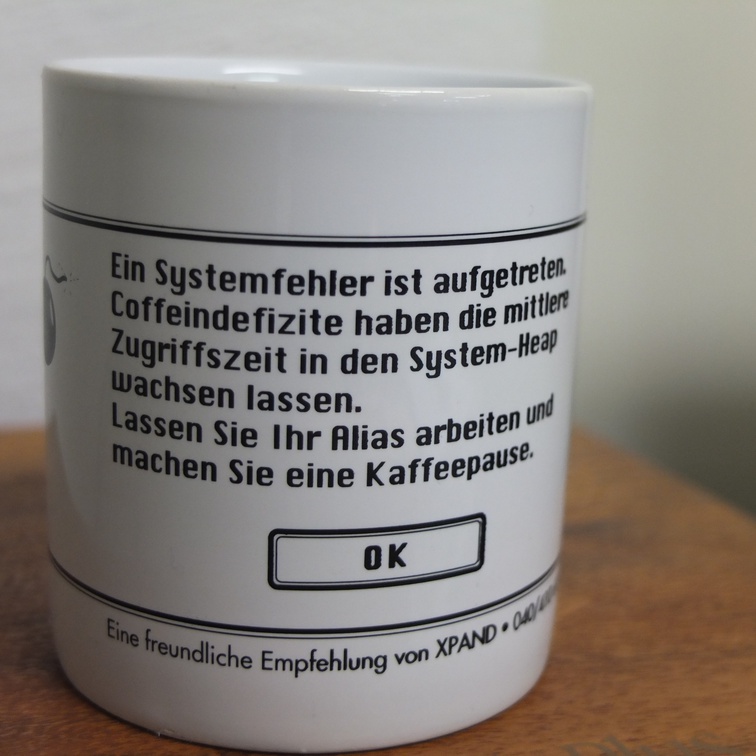 Ein Systemfehler ist aufgetreten.
Coffeindefizite haben die mittlere
Zugriffszeit in den System-Heap
wachsen lassen.
Lassen Sie Ihr Alias arbeiten und
machen Sie eine Kaffeepause.
OK
Eine freundliche Empfehlung von XPAND • 040/